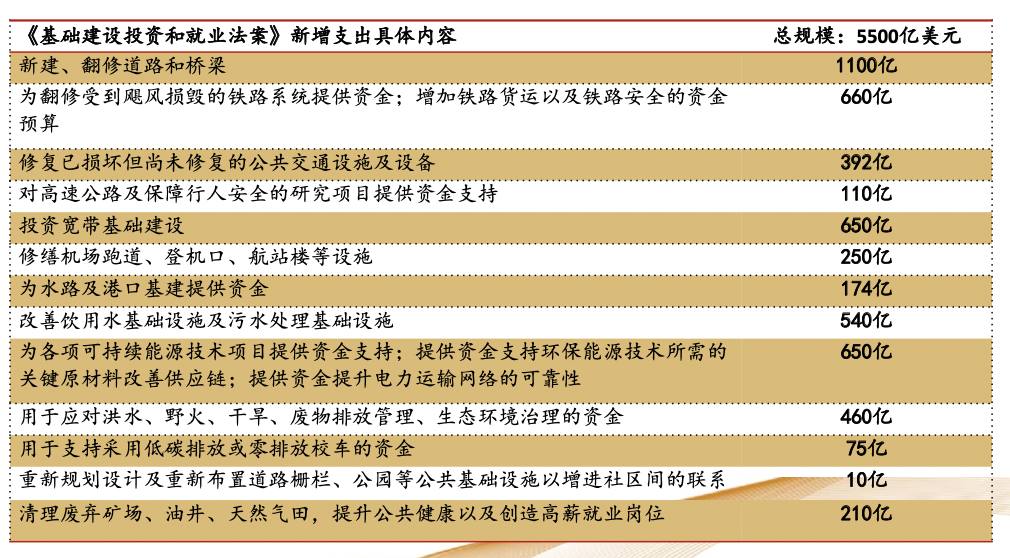 《基础建设投资和就业法案》新增支出具体内容 总规模：5500亿美元
新建、翻修道路和桥梁 1100亿
为翻修受到飓风损毁的铁路系统提供资金；增加铁路货运以及铁路安全的资金 660亿
预算
修复已损坏但尚未修复的公共交通设施及设备 392亿
对高速公路及保障行人安全的研究项目提供资金支持 110亿
投资宽带基础建设 650亿
修缮机场跑道、登机口、航站楼等设施 250亿
为水路及港口基建提供资金 174亿
改善饮用水基础设施及污水处理基础设施 540亿
为各项可持续能源技术项目提供资金支持；提供资金支持环保能源技术所需的 650亿
关键原材料改善供应链；提供资金提升电力运输网络的可靠性
用于应对洪水、野火、干旱、废物排放管理、生态环境治理的资金 460亿
用于支持采用低碳排放或零排放校车的资金 75亿
重新规划设计及重新布置道路栅栏、公园等公共基础设施以增进社区间的联系 10亿
清理废弃矿场、油井、天然气田，提升公共健康以及创造高薪就业岗位 210亿